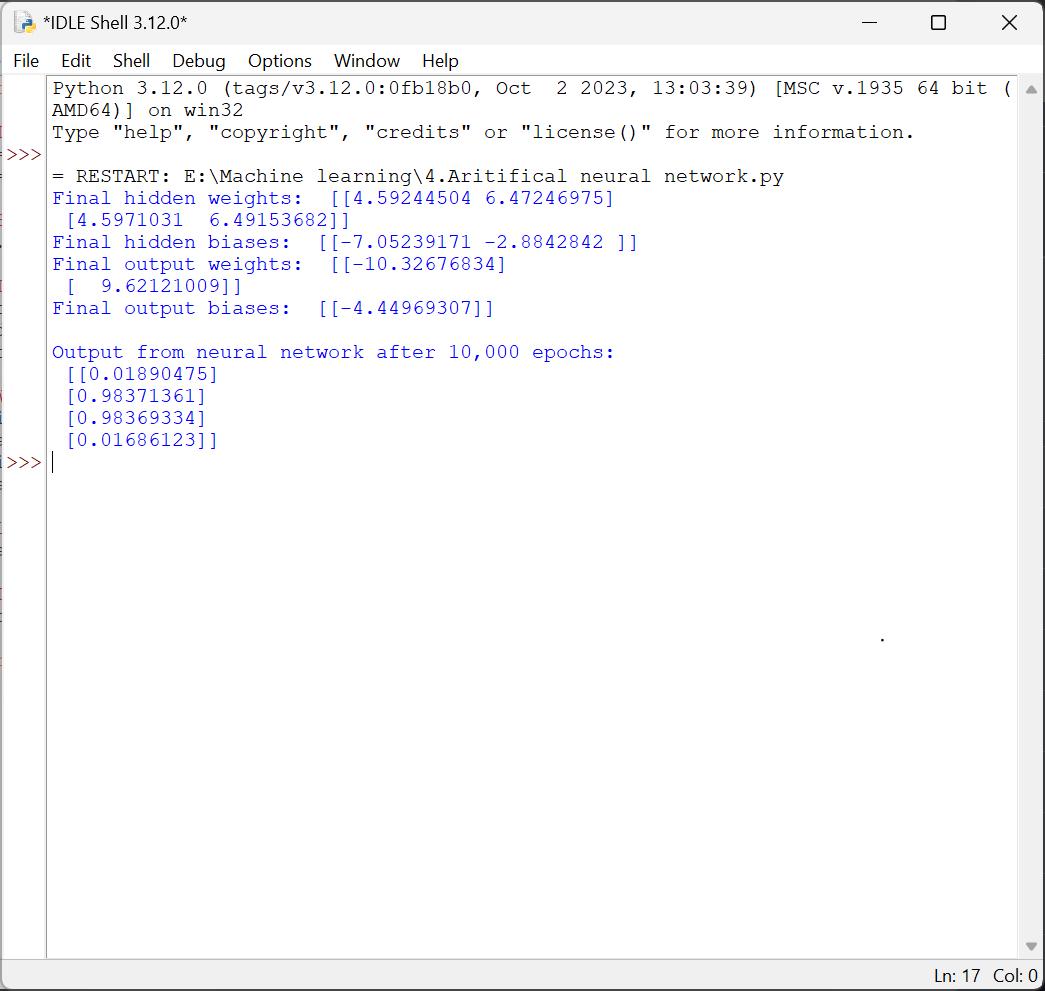 *IDLE Shell 3.12.0*
File Edit Shell Debug Options Window Help
Python 3.12.0 (tags/v3.12.0:0fb18b0, Oct  2 2023, 13:03:39) [MSC v.1935 64 bit (
AMD64)] on win32
Type "help", "copyright", "credits" or "license()" for more information.
>>>
= RESTART: E:\Machine learning\4.Aritifical neural network.py
Final hidden weights:  [[4.59244504 6.47246975]
 [4.5971031  6.49153682]]
Final hidden biases:  [[-7.05239171 -2.8842842 ]]
Final output weights:  [[-10.32676834]
 [  9.62121009]]
Final output biases:  [[-4.44969307]]
Output from neural network after 10,000 epochs:
 [[0.01890475]
 [0.98371361]
 [0.98369334]
 [0.01686123]]
>>>
Ln: 17 Col: 0